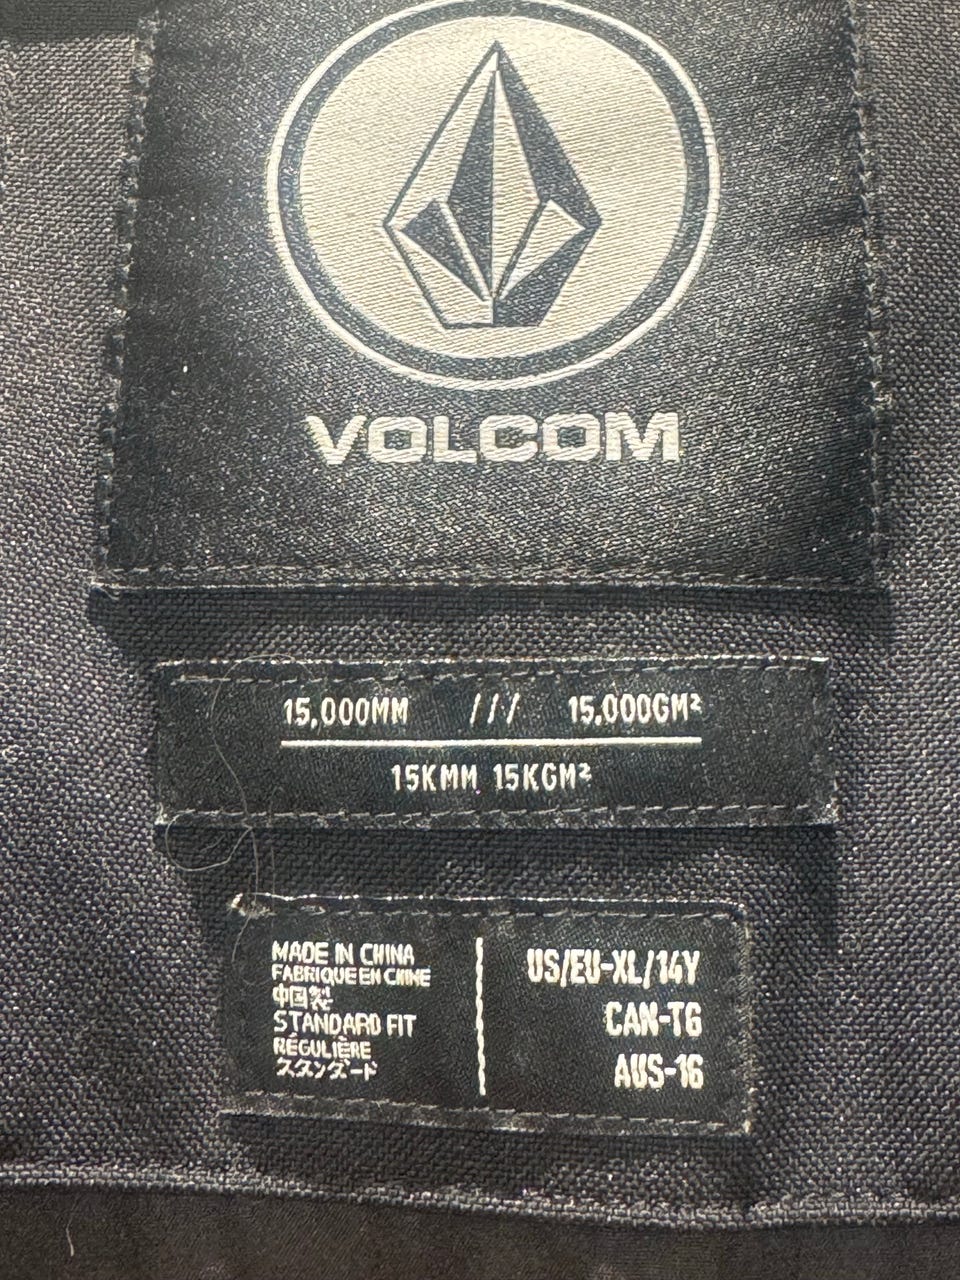 VOLCOM
15,000MM /// 15,000GM²
15KMM 15KGM²
MADE IN CHINA
FABRIQUE EN CHINE
中国製
STANDARD FIT
RÉGULIÈRE
スタンダード
US/EU-XL/14Y
CAN-TG
AUS-16